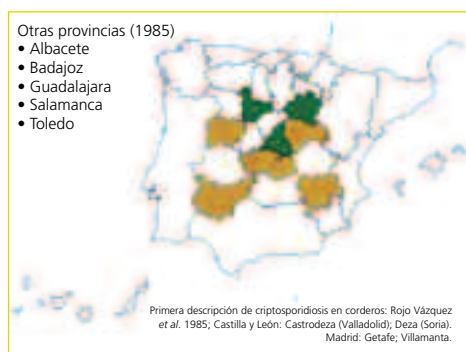 Otras provincias (1985)
• Albacete
• Badajoz
• Guadalajara
• Salamanca
• Toledo
Primera descripción de criptosporidiosis en corderos: Rojo Vázquez
et al. 1985; Castilla y León: Castrodeza (Valladolid); Deza (Soria).
Madrid: Getafe; Villamanta.